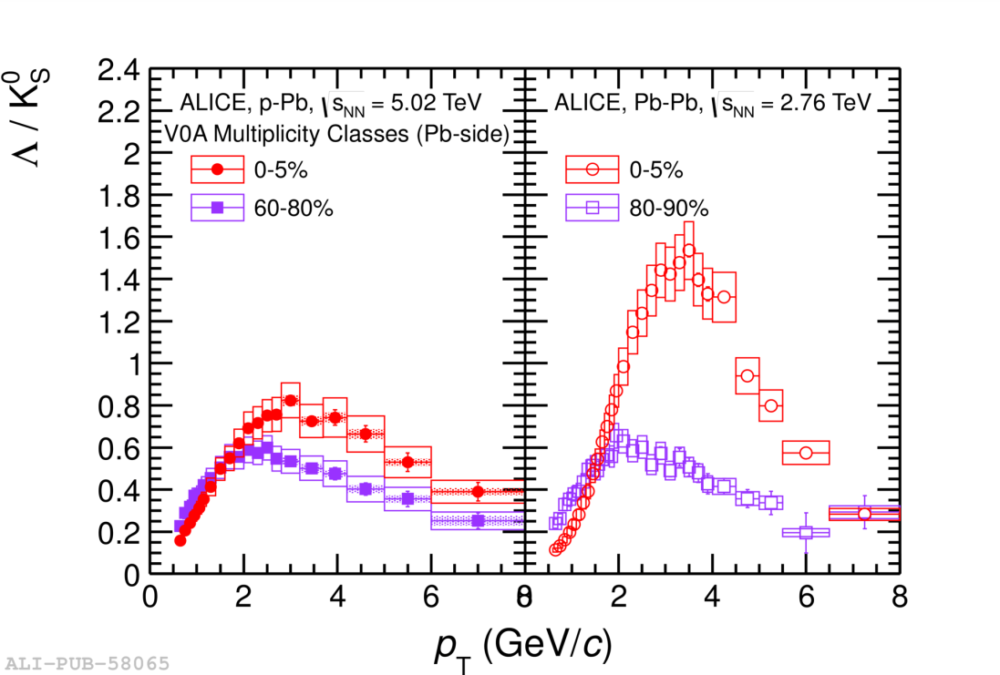 Λ / K⁰S
2.4
2.2
2
1.8
1.6
1.4
1.2
1
0.8
0.6
0.4
0.2
0
ALICE, p-Pb, √sNN = 5.02 TeV
V0A Multiplicity Classes (Pb-side)
0-5%
60-80%
ALICE, Pb-Pb, √sNN = 2.76 TeV
0-5%
80-90%
0 2 4 6 8 0 2 4 6 8
pT (GeV/c)
ALI-PUB-58065